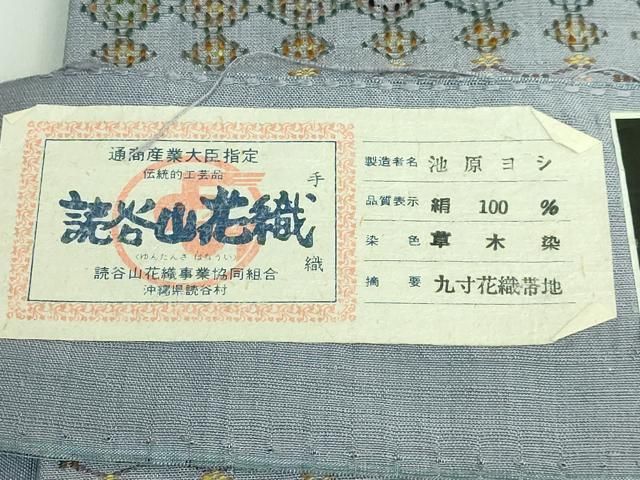 通商産業大臣指定
伝統的工芸品
読谷山花織
(ゆんたんざ はなうい)
手織
読谷山花織事業協同組合
沖縄県読谷村
製造者名 池原ヨシ
品質表示 絹 100 %
染色 草木染
摘要 九寸花織帯地